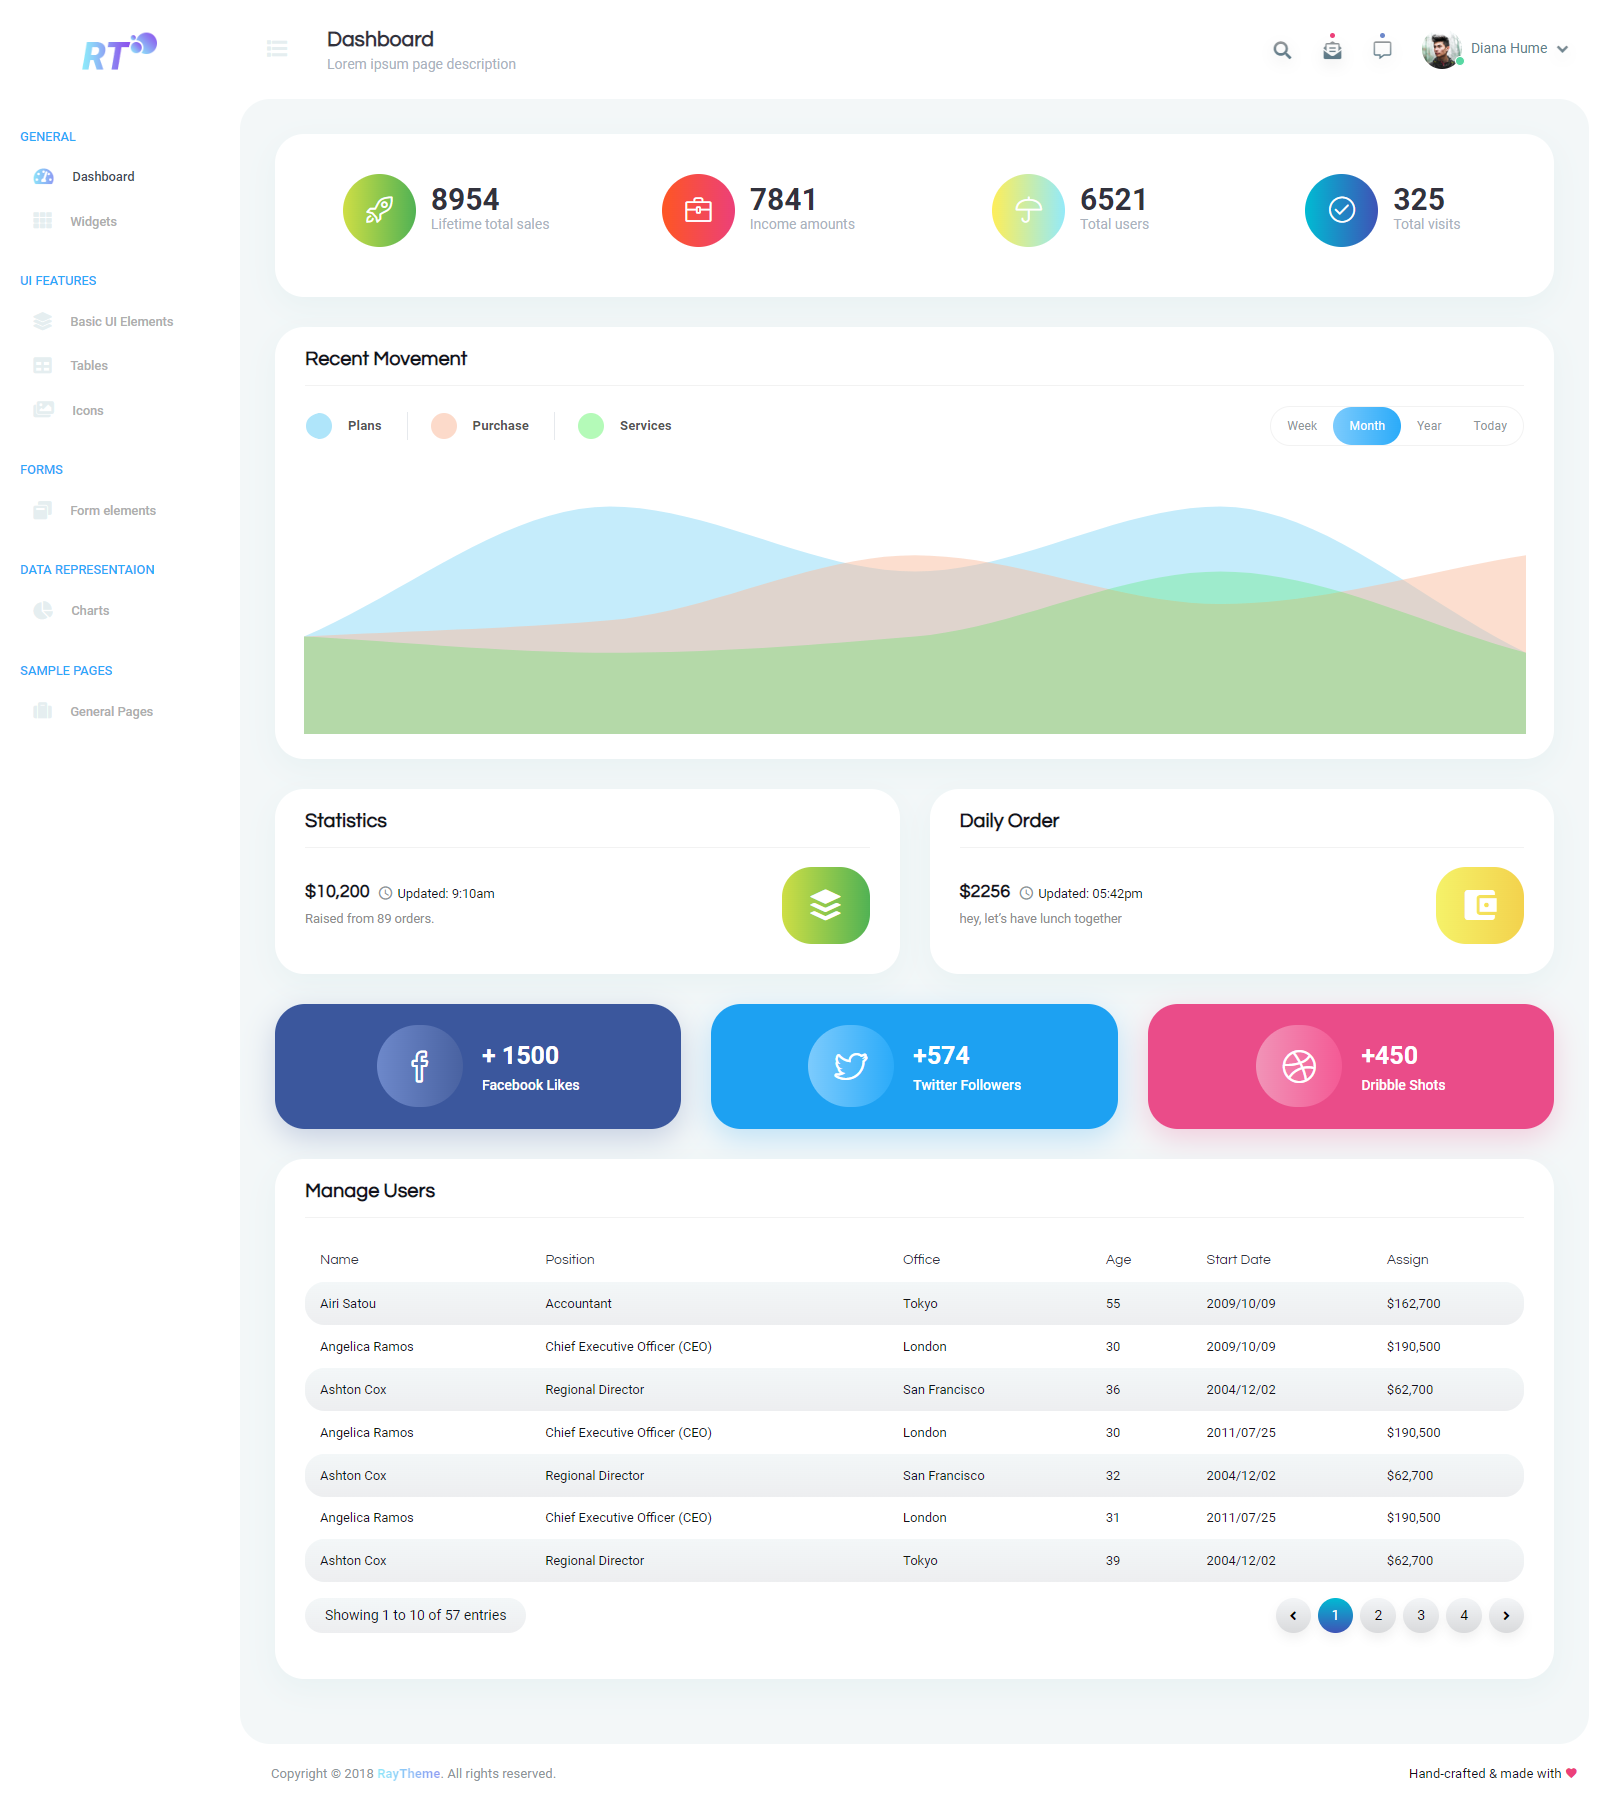 RT
Dashboard
Lorem ipsum page description
Diana Hume
GENERAL
Dashboard
Widgets
UI FEATURES
Basic UI Elements
Tables
Icons
FORMS
Form elements
DATA REPRESENTAION
Charts
SAMPLE PAGES
General Pages
8954
Lifetime total sales
7841
Income amounts
6521
Total users
325
Total visits
Recent Movement
Plans Purchase Services
Week Month Year Today
Statistics
$10,200 Updated: 9:10am
Raised from 89 orders.
Daily Order
$2256 Updated: 05:42pm
hey, let's have lunch together
+ 1500
Facebook Likes
+574
Twitter Followers
+450
Dribble Shots
Manage Users
Name Position Office Age Start Date Assign
Airi Satou Accountant Tokyo 55 2009/10/09 $162,700
Angelica Ramos Chief Executive Officer (CEO) London 30 2009/10/09 $190,500
Ashton Cox Regional Director San Francisco 36 2004/12/02 $62,700
Angelica Ramos Chief Executive Officer (CEO) London 30 2011/07/25 $190,500
Ashton Cox Regional Director San Francisco 32 2004/12/02 $62,700
Angelica Ramos Chief Executive Officer (CEO) London 31 2011/07/25 $190,500
Ashton Cox Regional Director Tokyo 39 2004/12/02 $62,700
Showing 1 to 10 of 57 entries
1 2 3 4
Copyright © 2018 RayTheme. All rights reserved.
Hand-crafted & made with